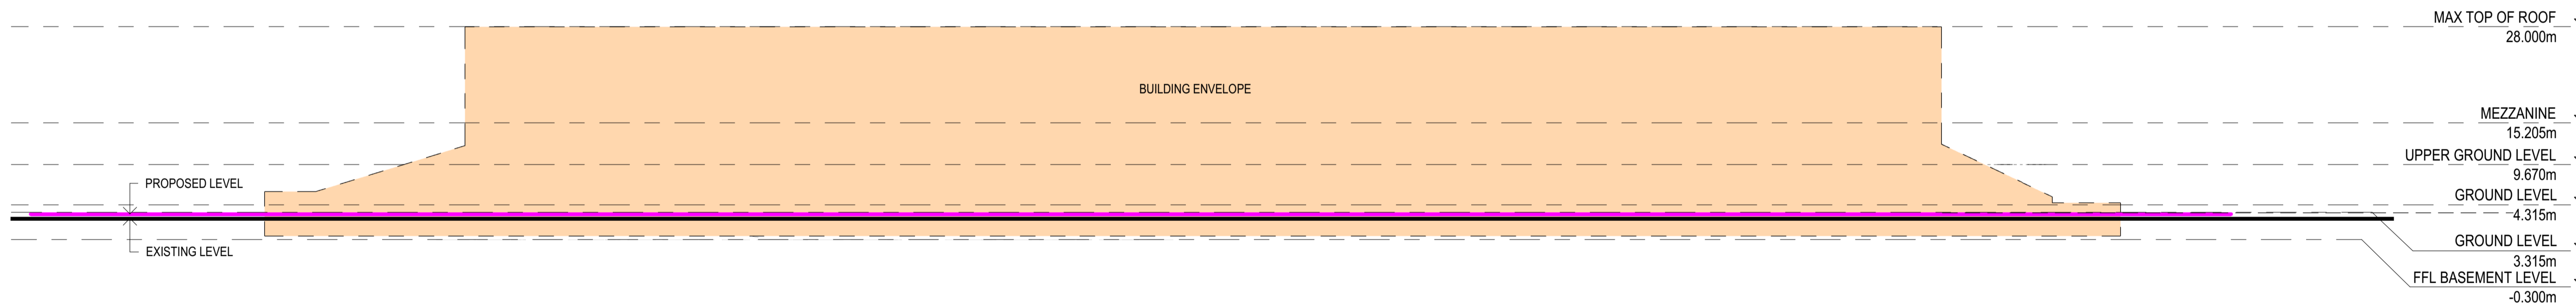 MAX TOP OF ROOF
28.000m
BUILDING ENVELOPE
MEZZANINE
15.205m
UPPER GROUND LEVEL
9.670m
PROPOSED LEVEL
GROUND LEVEL
4.315m
EXISTING LEVEL
GROUND LEVEL
3.315m
FFL BASEMENT LEVEL
-0.300m